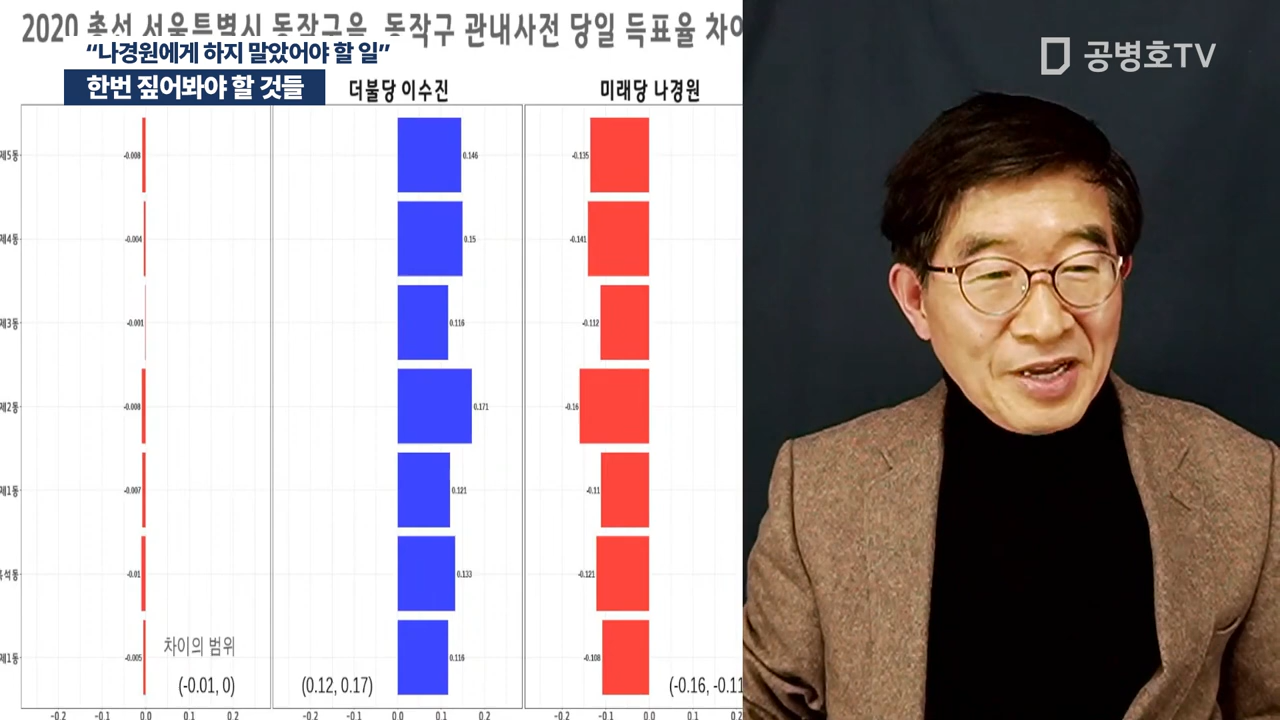 2020 총선 서울특별시 동작구을, 동작구 관내사전 당일 득표율 차이
“나경원에게 하지 말았어야 할 일”
한번 짚어봐야 할 것들
공병호TV
더불당 이수진
미래당 나경원
제5동 -0.008 0.146 -0.135
제4동 -0.004 0.15 -0.141
제3동 -0.001 0.116 -0.112
제2동 -0.008 0.171 -0.16
제1동 -0.007 0.121 -0.11
석동 -0.01 0.133 -0.121
제1동 -0.005 0.116 -0.108
차이의 범위
(-0.01, 0) (0.12, 0.17) (-0.16, -0.11
-0.2 -0.1 0.0 0.1 0.2 -0.2 -0.1 0.0 0.1 0.2 -0.2 -0.1 0.0 0.1 0.2